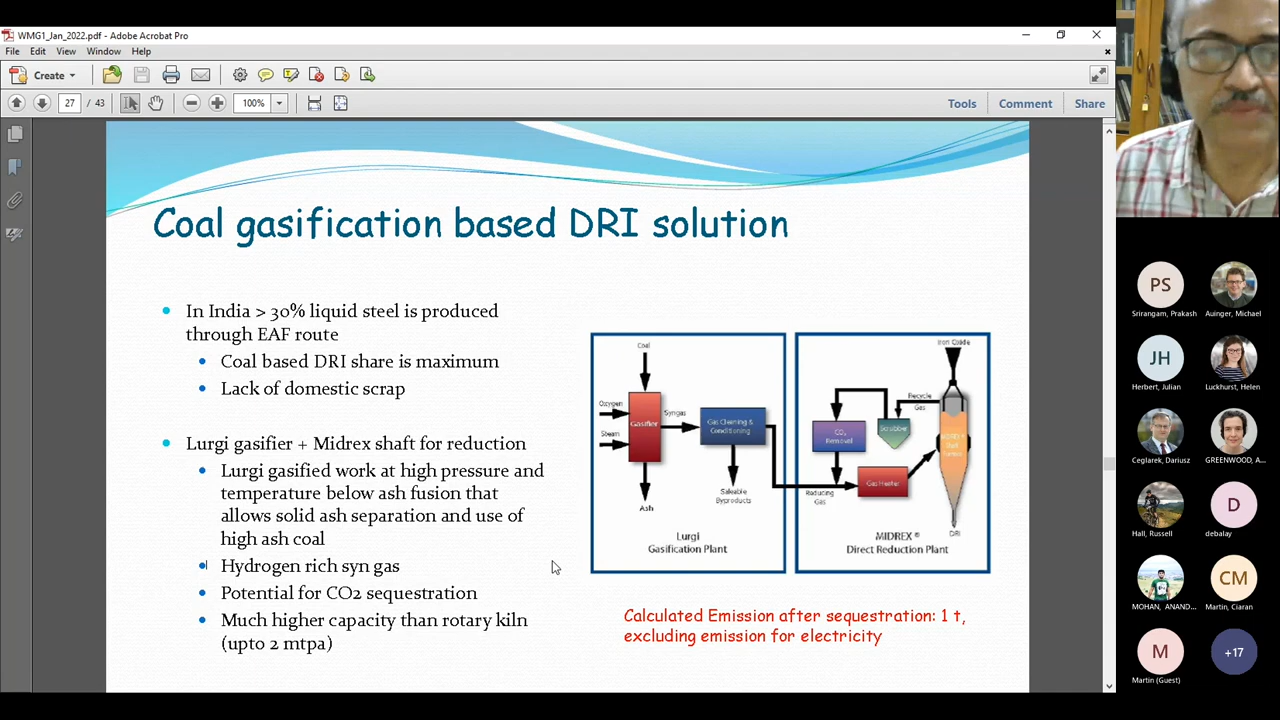 WMG1_Jan_2022.pdf - Adobe Acrobat Pro
File Edit View Window Help
Create
27 / 43
100%
Tools Comment Share
Coal gasification based DRI solution
In India > 30% liquid steel is produced
through EAF route
Coal based DRI share is maximum
Lack of domestic scrap
Lurgi gasifier + Midrex shaft for reduction
Lurgi gasified work at high pressure and
temperature below ash fusion that
allows solid ash separation and use of
high ash coal
Hydrogen rich syn gas
Potential for CO2 sequestration
Much higher capacity than rotary kiln
(upto 2 mtpa)
Coal
Oxygen
Steam
Gasifier
Syngas
Gas Cleaning &
Conditioning
Ash
Saleable
Byproducts
Lurgi
Gasification Plant
Iron Oxide
Recycle
Gas
Scrubber
CO2
Removal
Gas Heater
Reducing
Gas
DRI
MIDREX®
Direct Reduction Plant
Calculated Emission after sequestration: 1 t,
excluding emission for electricity
PS
Srirangam, Prakash
Auinger, Michael
JH
Herbert, Julian
Luckhurst, Helen
Ceglarek, Dariusz
GREENWOOD, AN...
Hall, Russell
D
debalay
MOHAN, ANAND...
CM
Martin, Ciaran
M
Martin (Guest)
+17